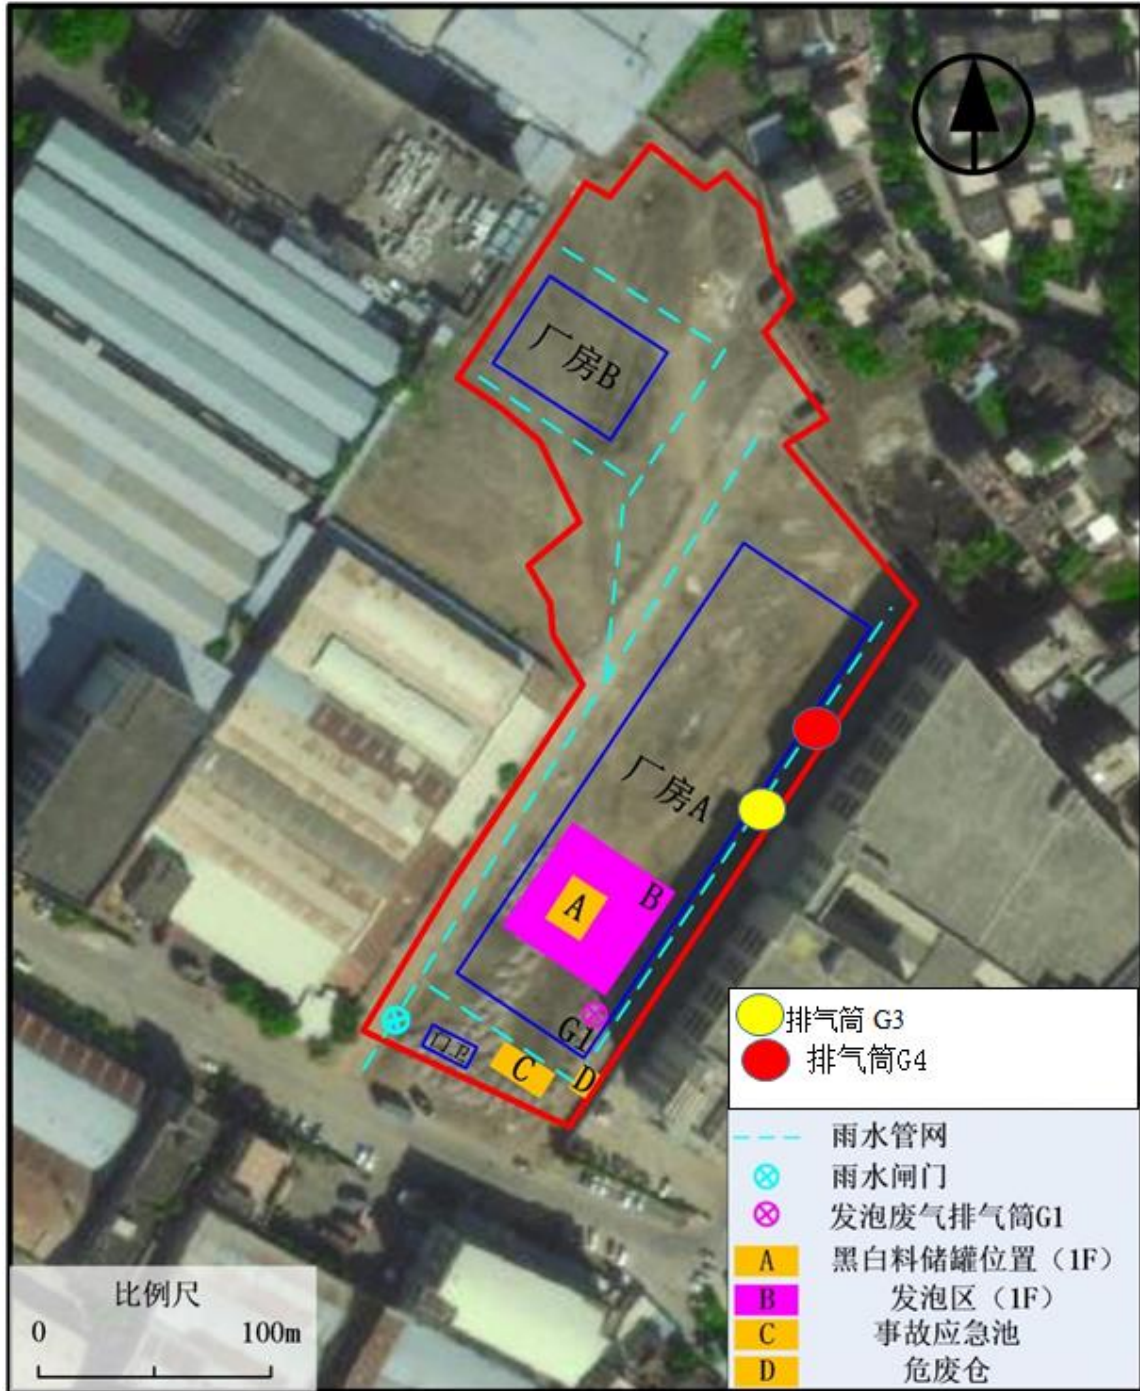 厂房B
厂房A
B
A
G1
门卫
C
D
排气筒 G3
排气筒G4
雨水管网
雨水闸门
发泡废气排气筒G1
A 黑白料储罐位置（1F）
B 发泡区（1F）
C 事故应急池
D 危废仓
比例尺
0 100m